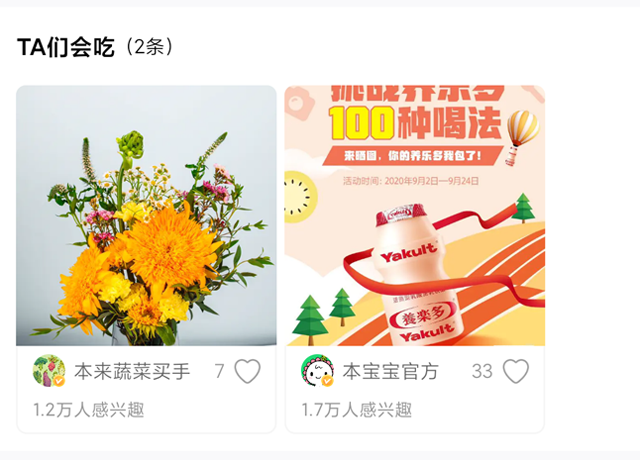 TA们会吃（2条）
挑战养乐多
100种喝法
来晒图，你的养乐多我包了！
活动时间：2020年9月2日—9月24日
Yakult
養楽多
Yakult
本来蔬菜买手 7
1.2万人感兴趣
本宝宝官方 33
1.7万人感兴趣